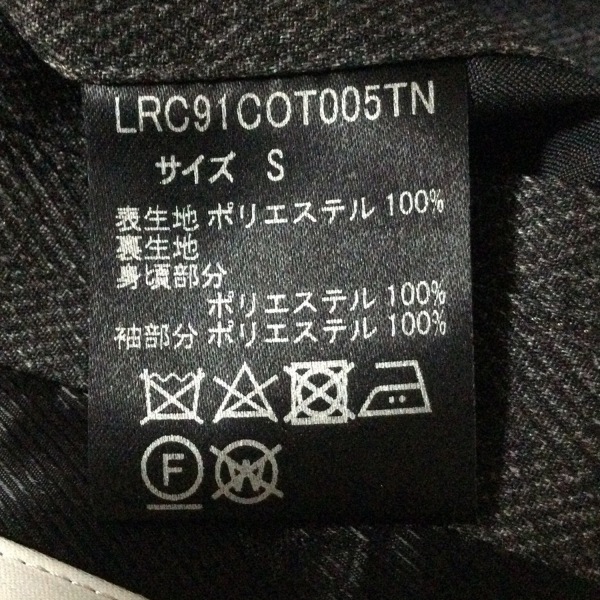 LRC91COT005TN
サイズ S
表生地 ポリエステル 100%
裏生地
身頃部分
ポリエステル 100%
袖部分 ポリエステル 100%
F
W